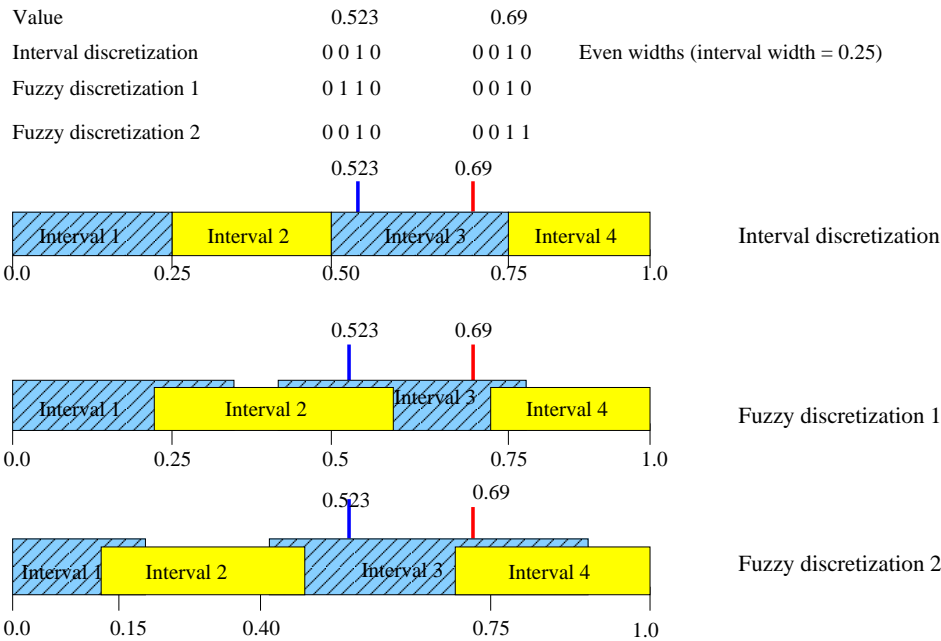 Value 0.523 0.69
Interval discretization 0 0 1 0 0 0 1 0 Even widths (interval width = 0.25)
Fuzzy discretization 1 0 1 1 0 0 0 1 0
Fuzzy discretization 2 0 0 1 0 0 0 1 1
0.523 0.69
Interval 1 Interval 2 Interval 3 Interval 4 Interval discretization
0.0 0.25 0.50 0.75 1.0
0.523 0.69
Interval 1 Interval 2 Interval 3 Interval 4 Fuzzy discretization 1
0.0 0.25 0.5 0.75 1.0
0.523 0.69
Interval 1 Interval 2 Interval 3 Interval 4 Fuzzy discretization 2
0.0 0.15 0.40 0.75 1.0